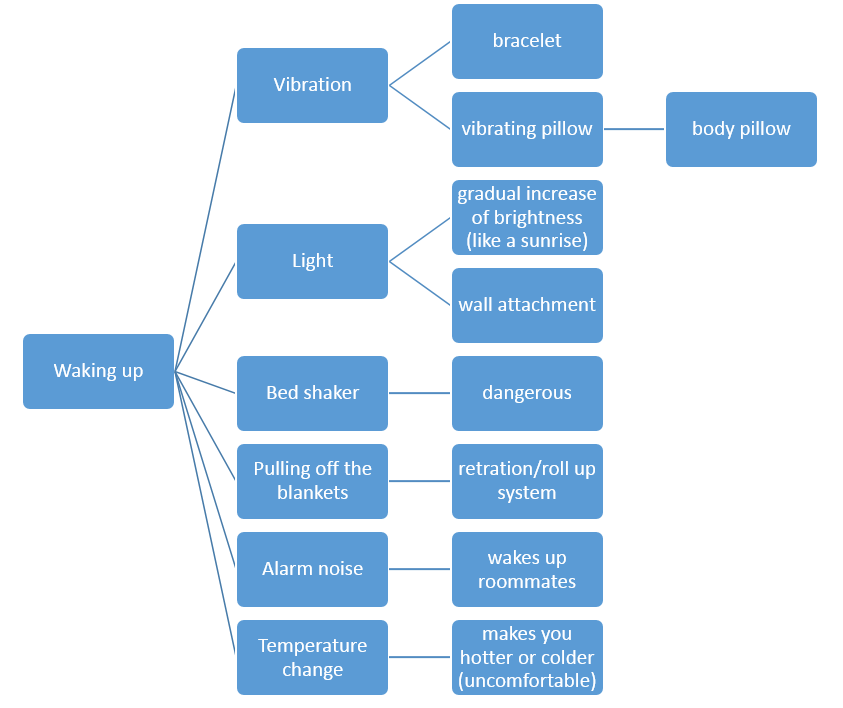 Waking up
Vibration
bracelet
vibrating pillow
body pillow
Light
gradual increase
of brightness
(like a sunrise)
wall attachment
Bed shaker
dangerous
Pulling off the
blankets
retration/roll up
system
Alarm noise
wakes up
roommates
Temperature
change
makes you
hotter or colder
(uncomfortable)